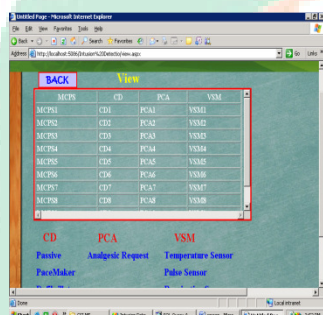 Untitled Page - Microsoft Internet Explorer
File Edit View Favorites Tools Help
Back Search Favorites
Address http://localhost:5086/Intrusion%20Detector/view.aspx Go Links
BACK View
MCPS CD PCA VSM
MCPS1 CD1 PCA1 VSM1
MCPS2 CD2 PCA2 VSM2
MCPS3 CD3 PCA3 VSM3
MCPS4 CD4 PCA4 VSM4
MCPS5 CD5 PCA5 VSM5
MCPS6 CD6 PCA6 VSM6
MCPS7 CD7 PCA7 VSM7
MCPS8 CD8 PCA8 VSM8
CD PCA VSM
Passive Analgesic Request Temperature Sensor
PaceMaker Pulse Sensor
Done Local intranet